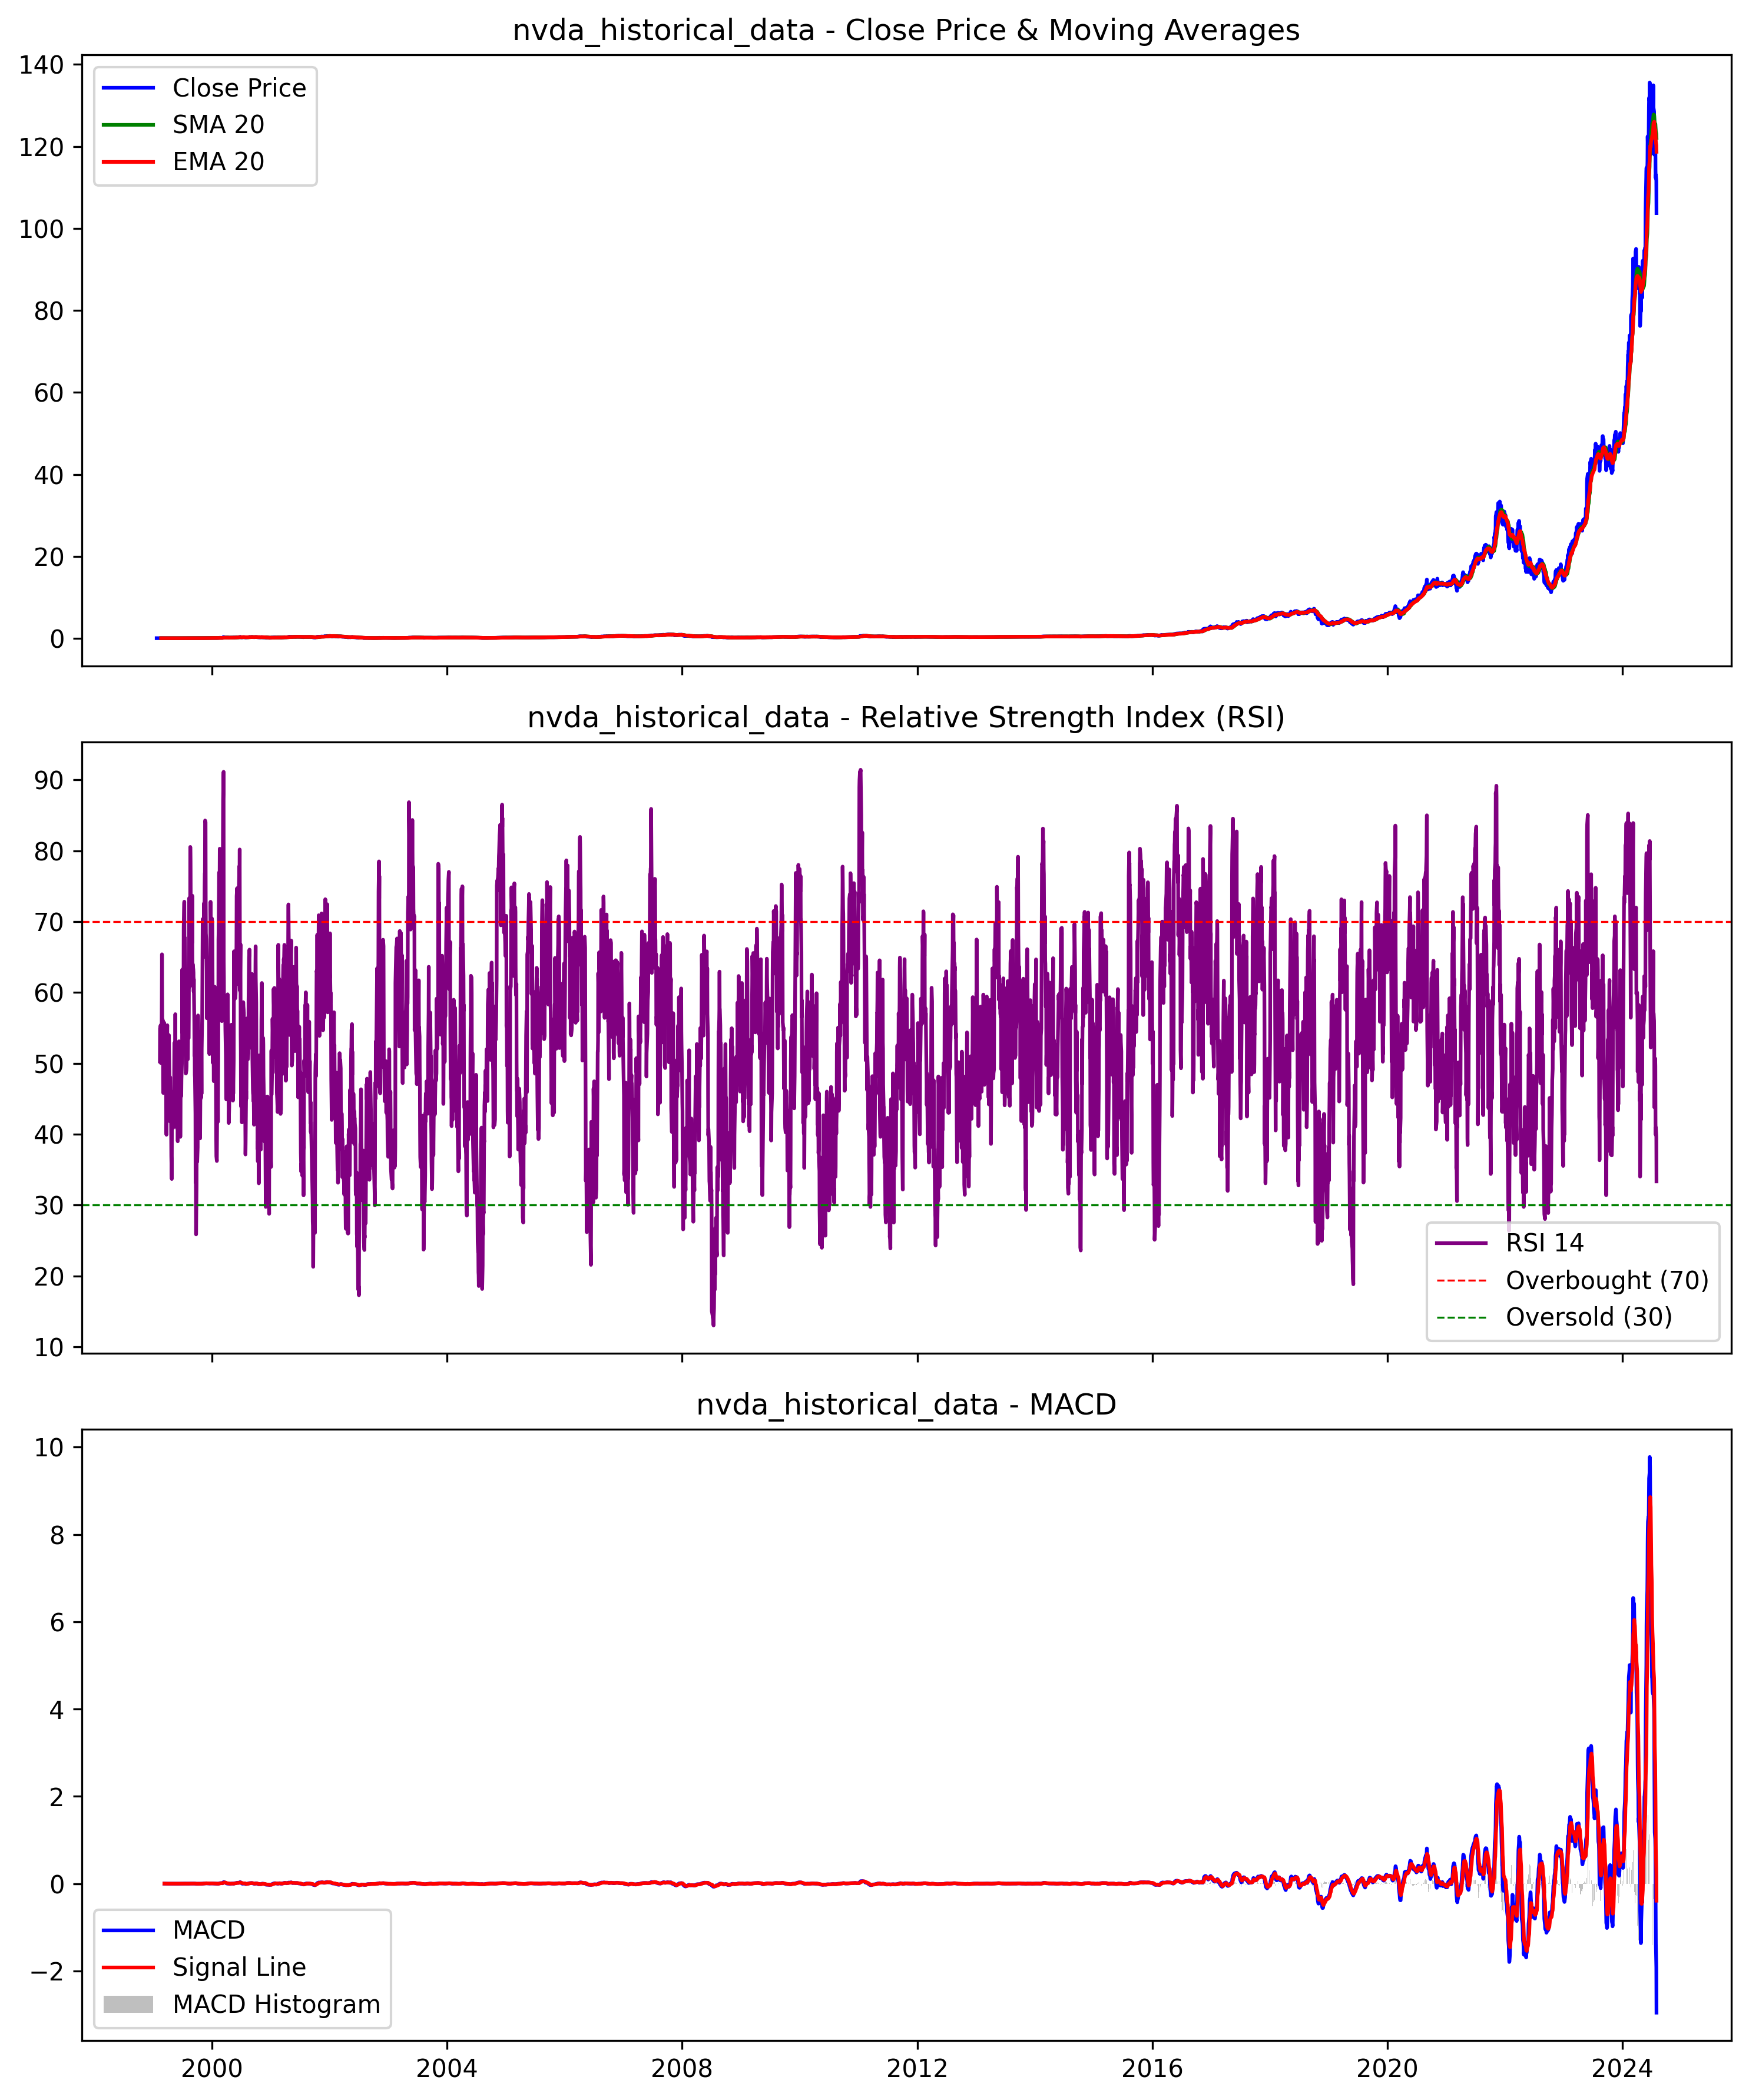 nvda_historical_data - Close Price & Moving Averages
140
120
100
80
60
40
20
0
Close Price
SMA 20
EMA 20
nvda_historical_data - Relative Strength Index (RSI)
90
80
70
60
50
40
30
20
10
RSI 14
Overbought (70)
Oversold (30)
nvda_historical_data - MACD
10
8
6
4
2
0
−2
MACD
Signal Line
MACD Histogram
2000 2004 2008 2012 2016 2020 2024